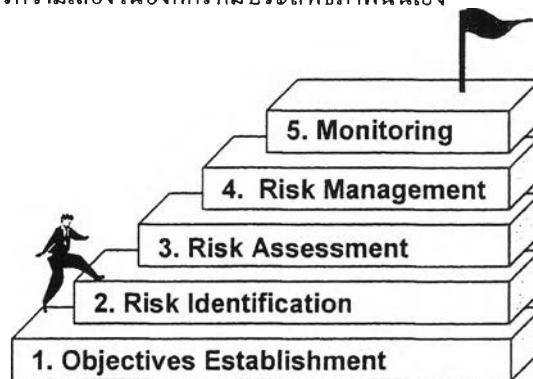 5. Monitoring
4. Risk Management
3. Risk Assessment
2. Risk Identification
1. Objectives Establishment